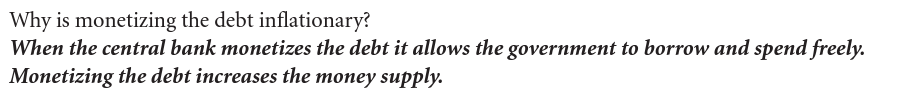 Why is monetizing the debt inflationary?
When the central bank monetizes the debt it allows the government to borrow and spend freely.
Monetizing the debt increases the money supply.